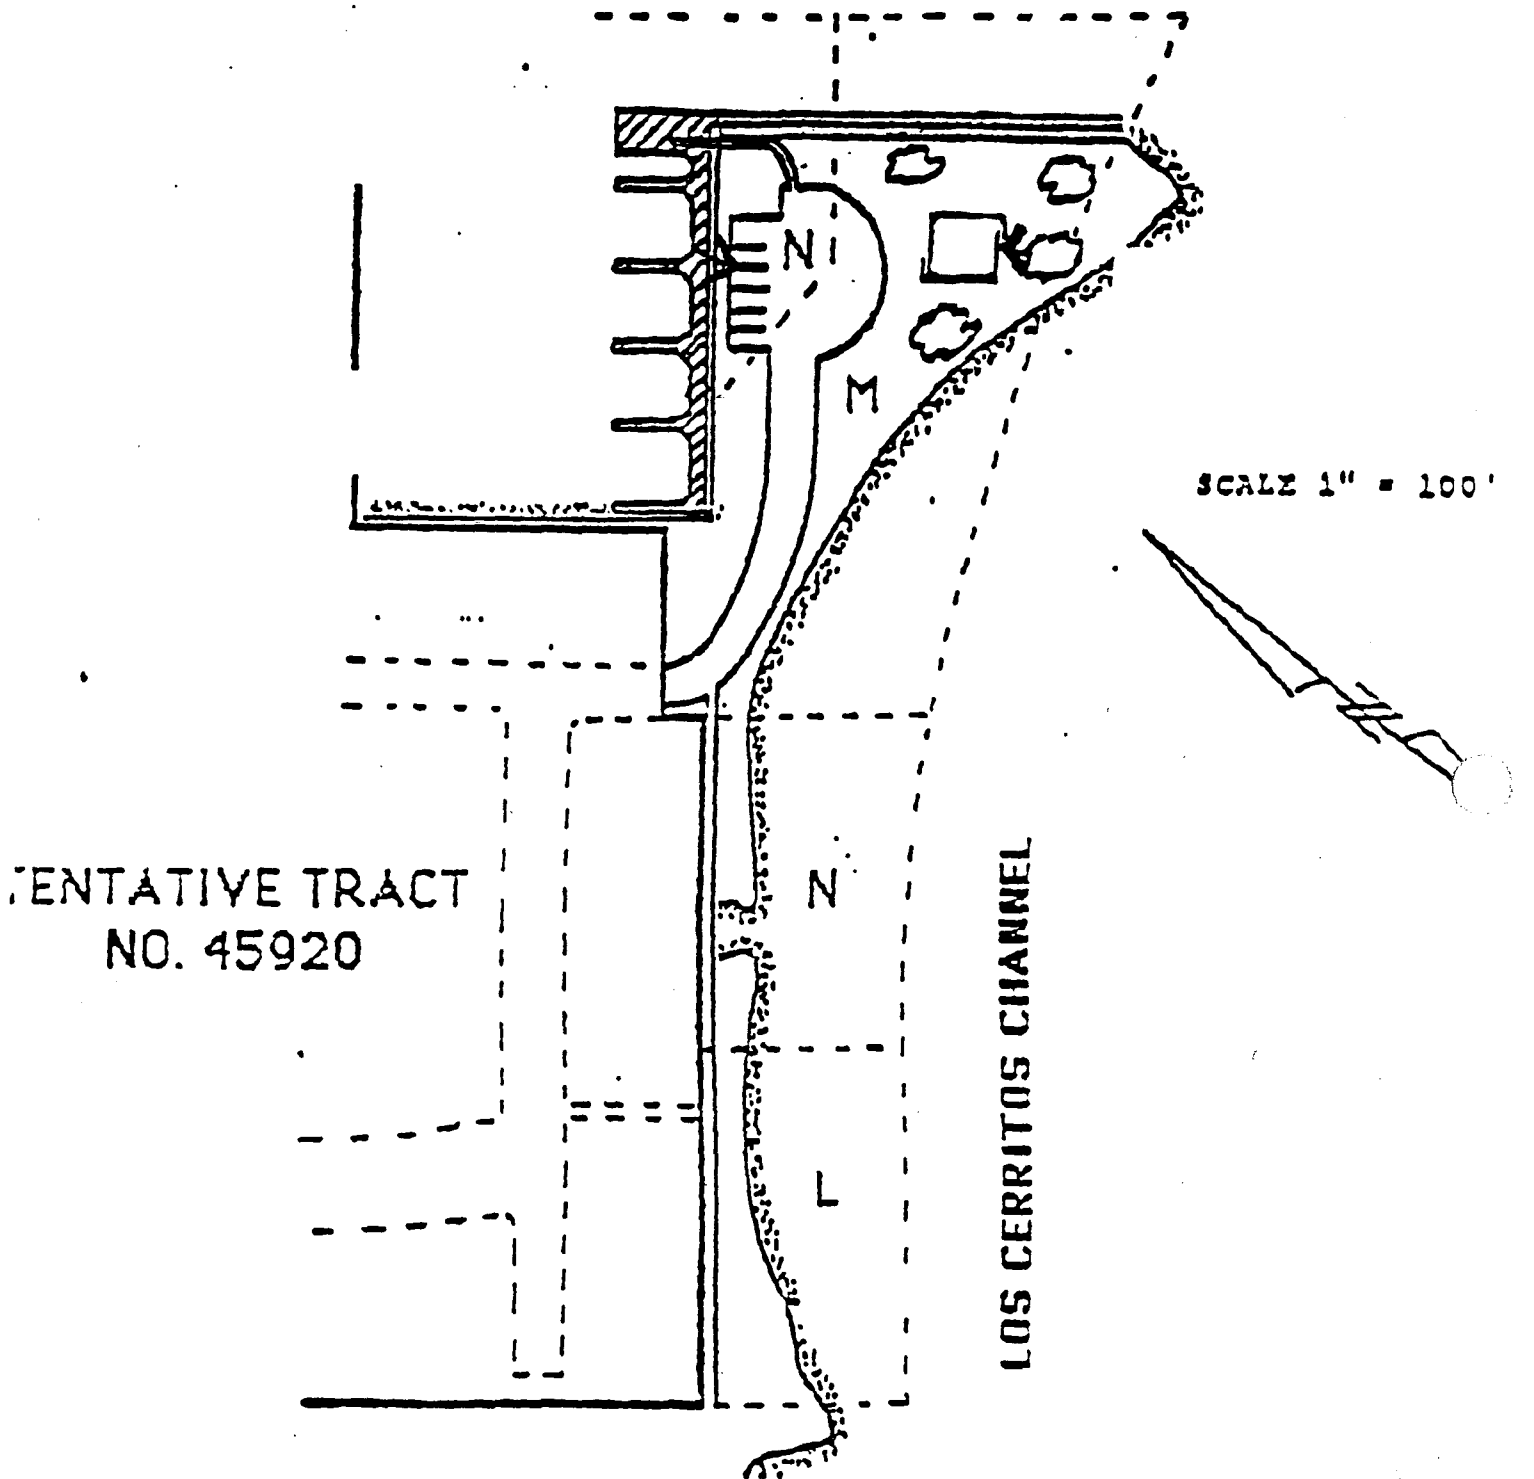 N
M
SCALE 1" = 100'
TENTATIVE TRACT
NO. 45920
N
L
LOS CERRITOS CHANNEL